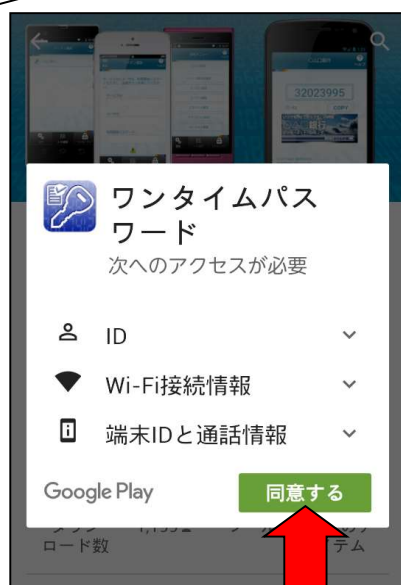 32023995
ワンタイムパス
ワード
次へのアクセスが必要
ID
Wi-Fi接続情報
端末IDと通話情報
Google Play
同意する
ロード数
テム